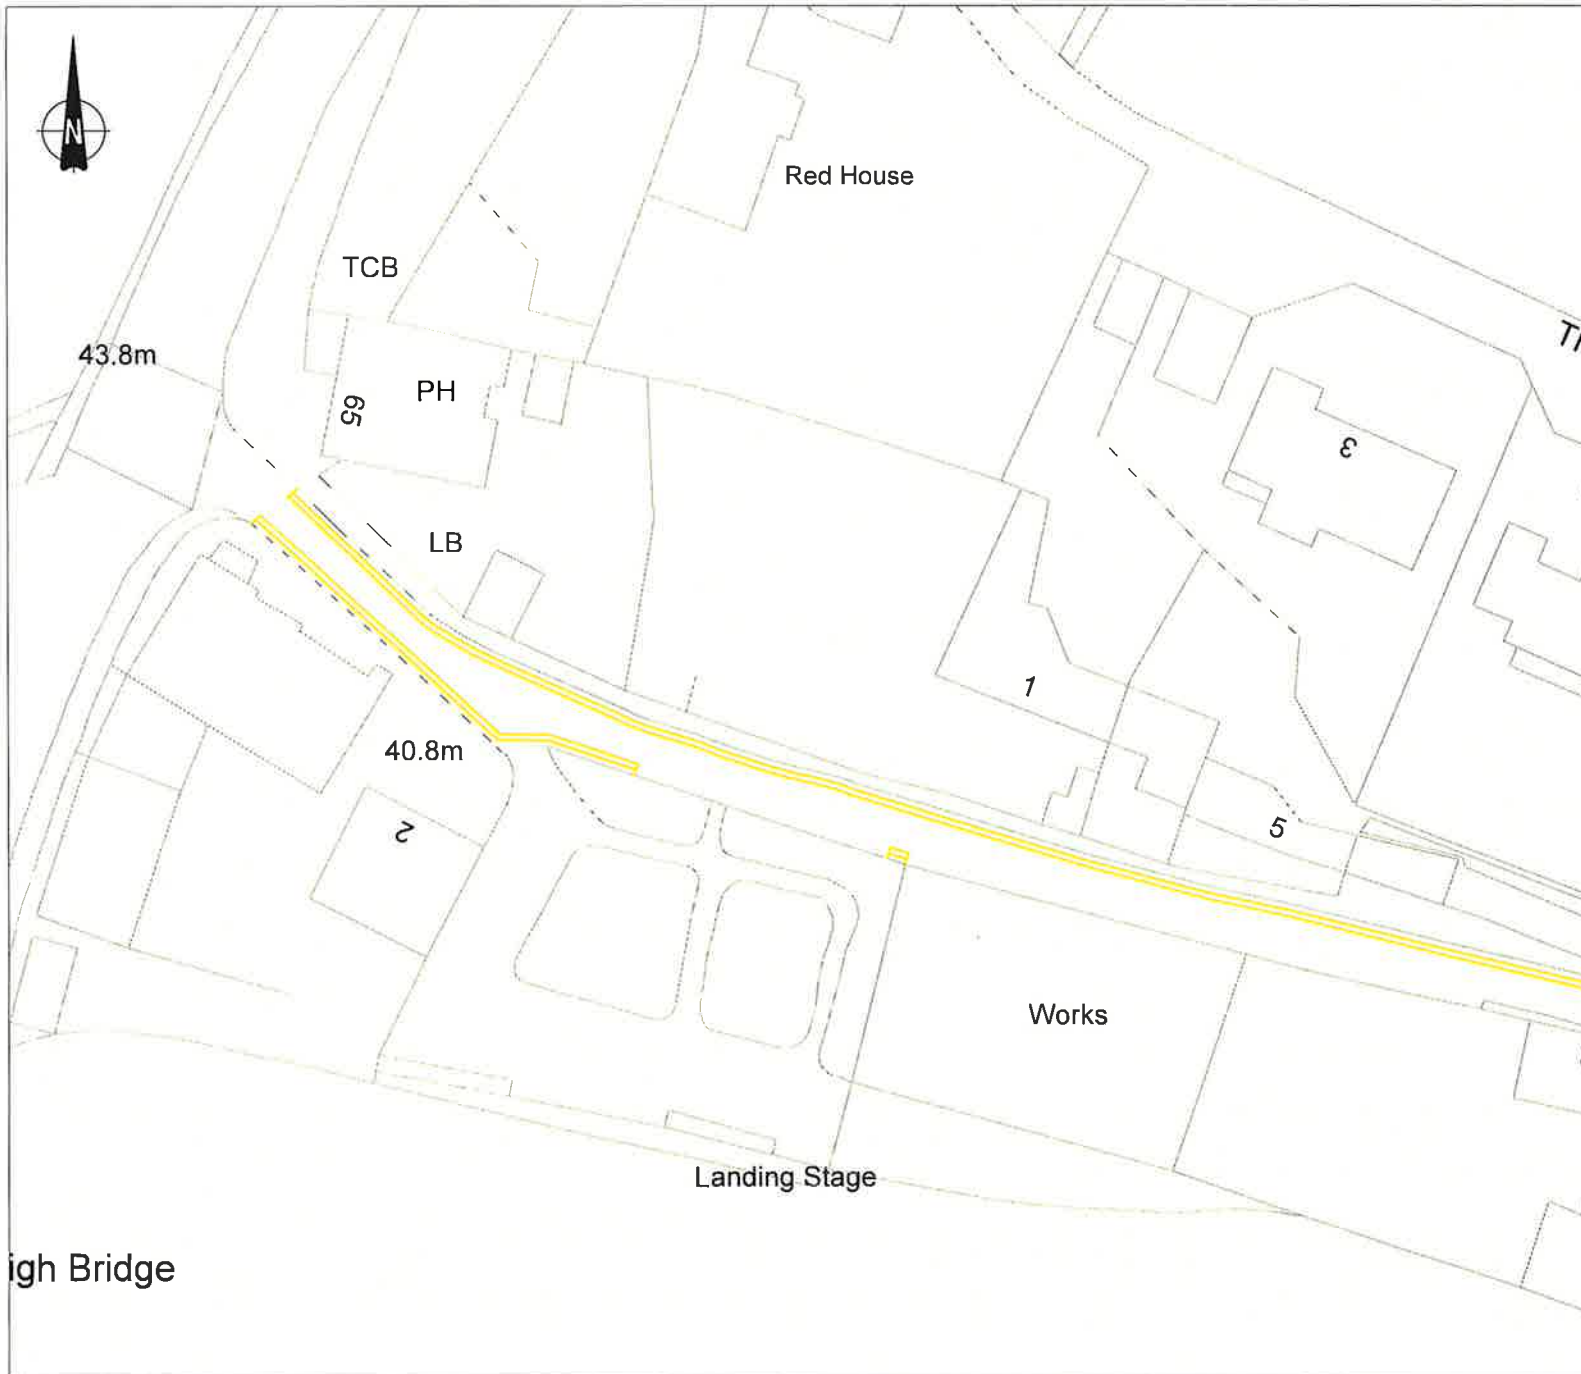 N
Red House
TCB
43.8m
PH
65
3
LB
1
40.8m
5
2
Works
Landing Stage
igh Bridge